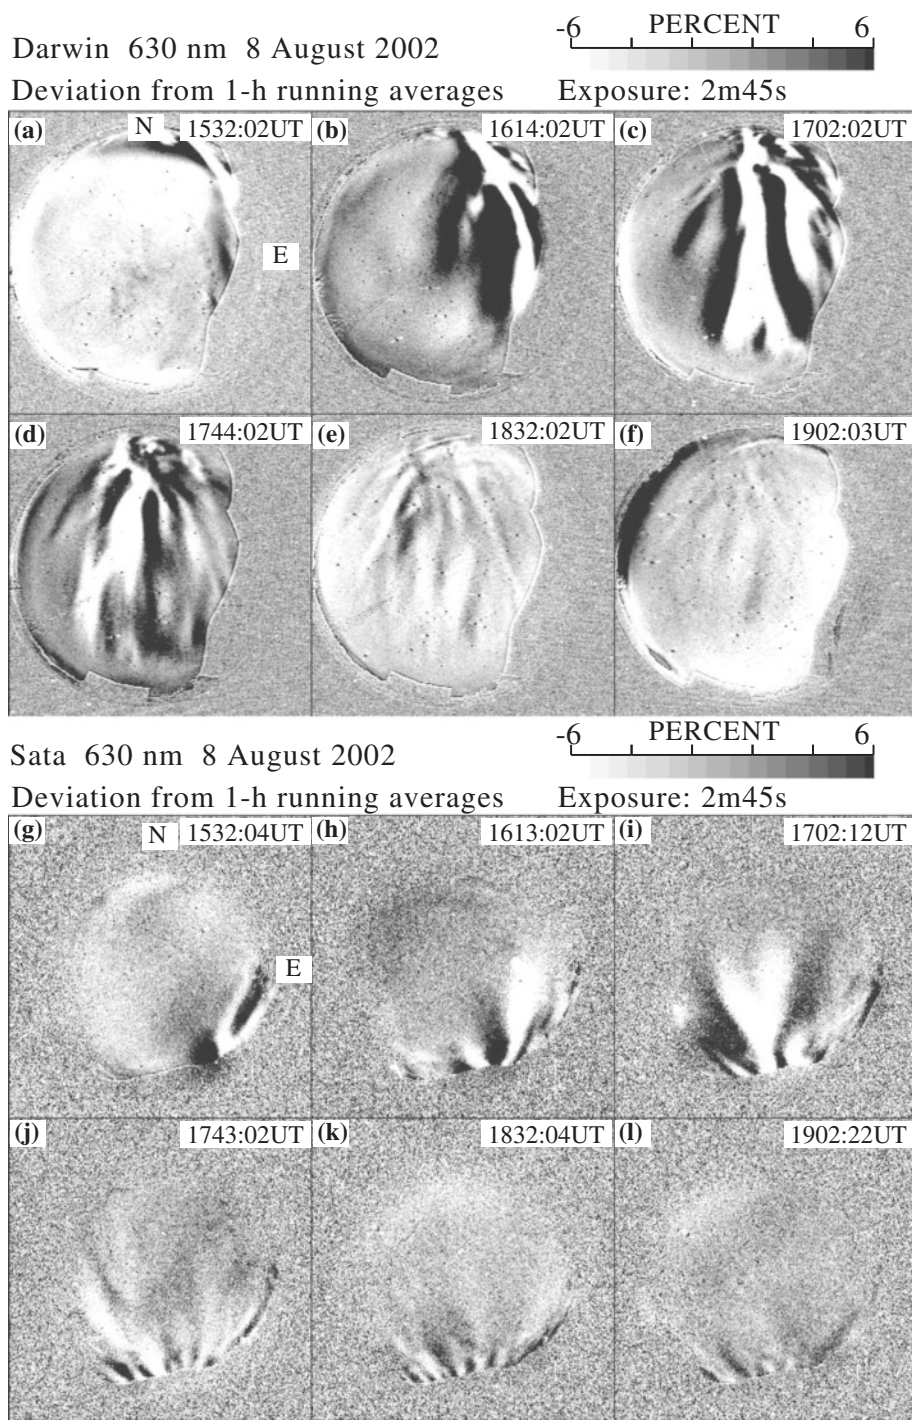 Darwin 630 nm 8 August 2002
-6 PERCENT 6
Deviation from 1-h running averages Exposure: 2m45s
(a) N 1532:02UT
(b) 1614:02UT
(c) 1702:02UT
E
(d) 1744:02UT
(e) 1832:02UT
(f) 1902:03UT
Sata 630 nm 8 August 2002
-6 PERCENT 6
Deviation from 1-h running averages Exposure: 2m45s
(g) N 1532:04UT
(h) 1613:02UT
(i) 1702:12UT
E
(j) 1743:02UT
(k) 1832:04UT
(l) 1902:22UT